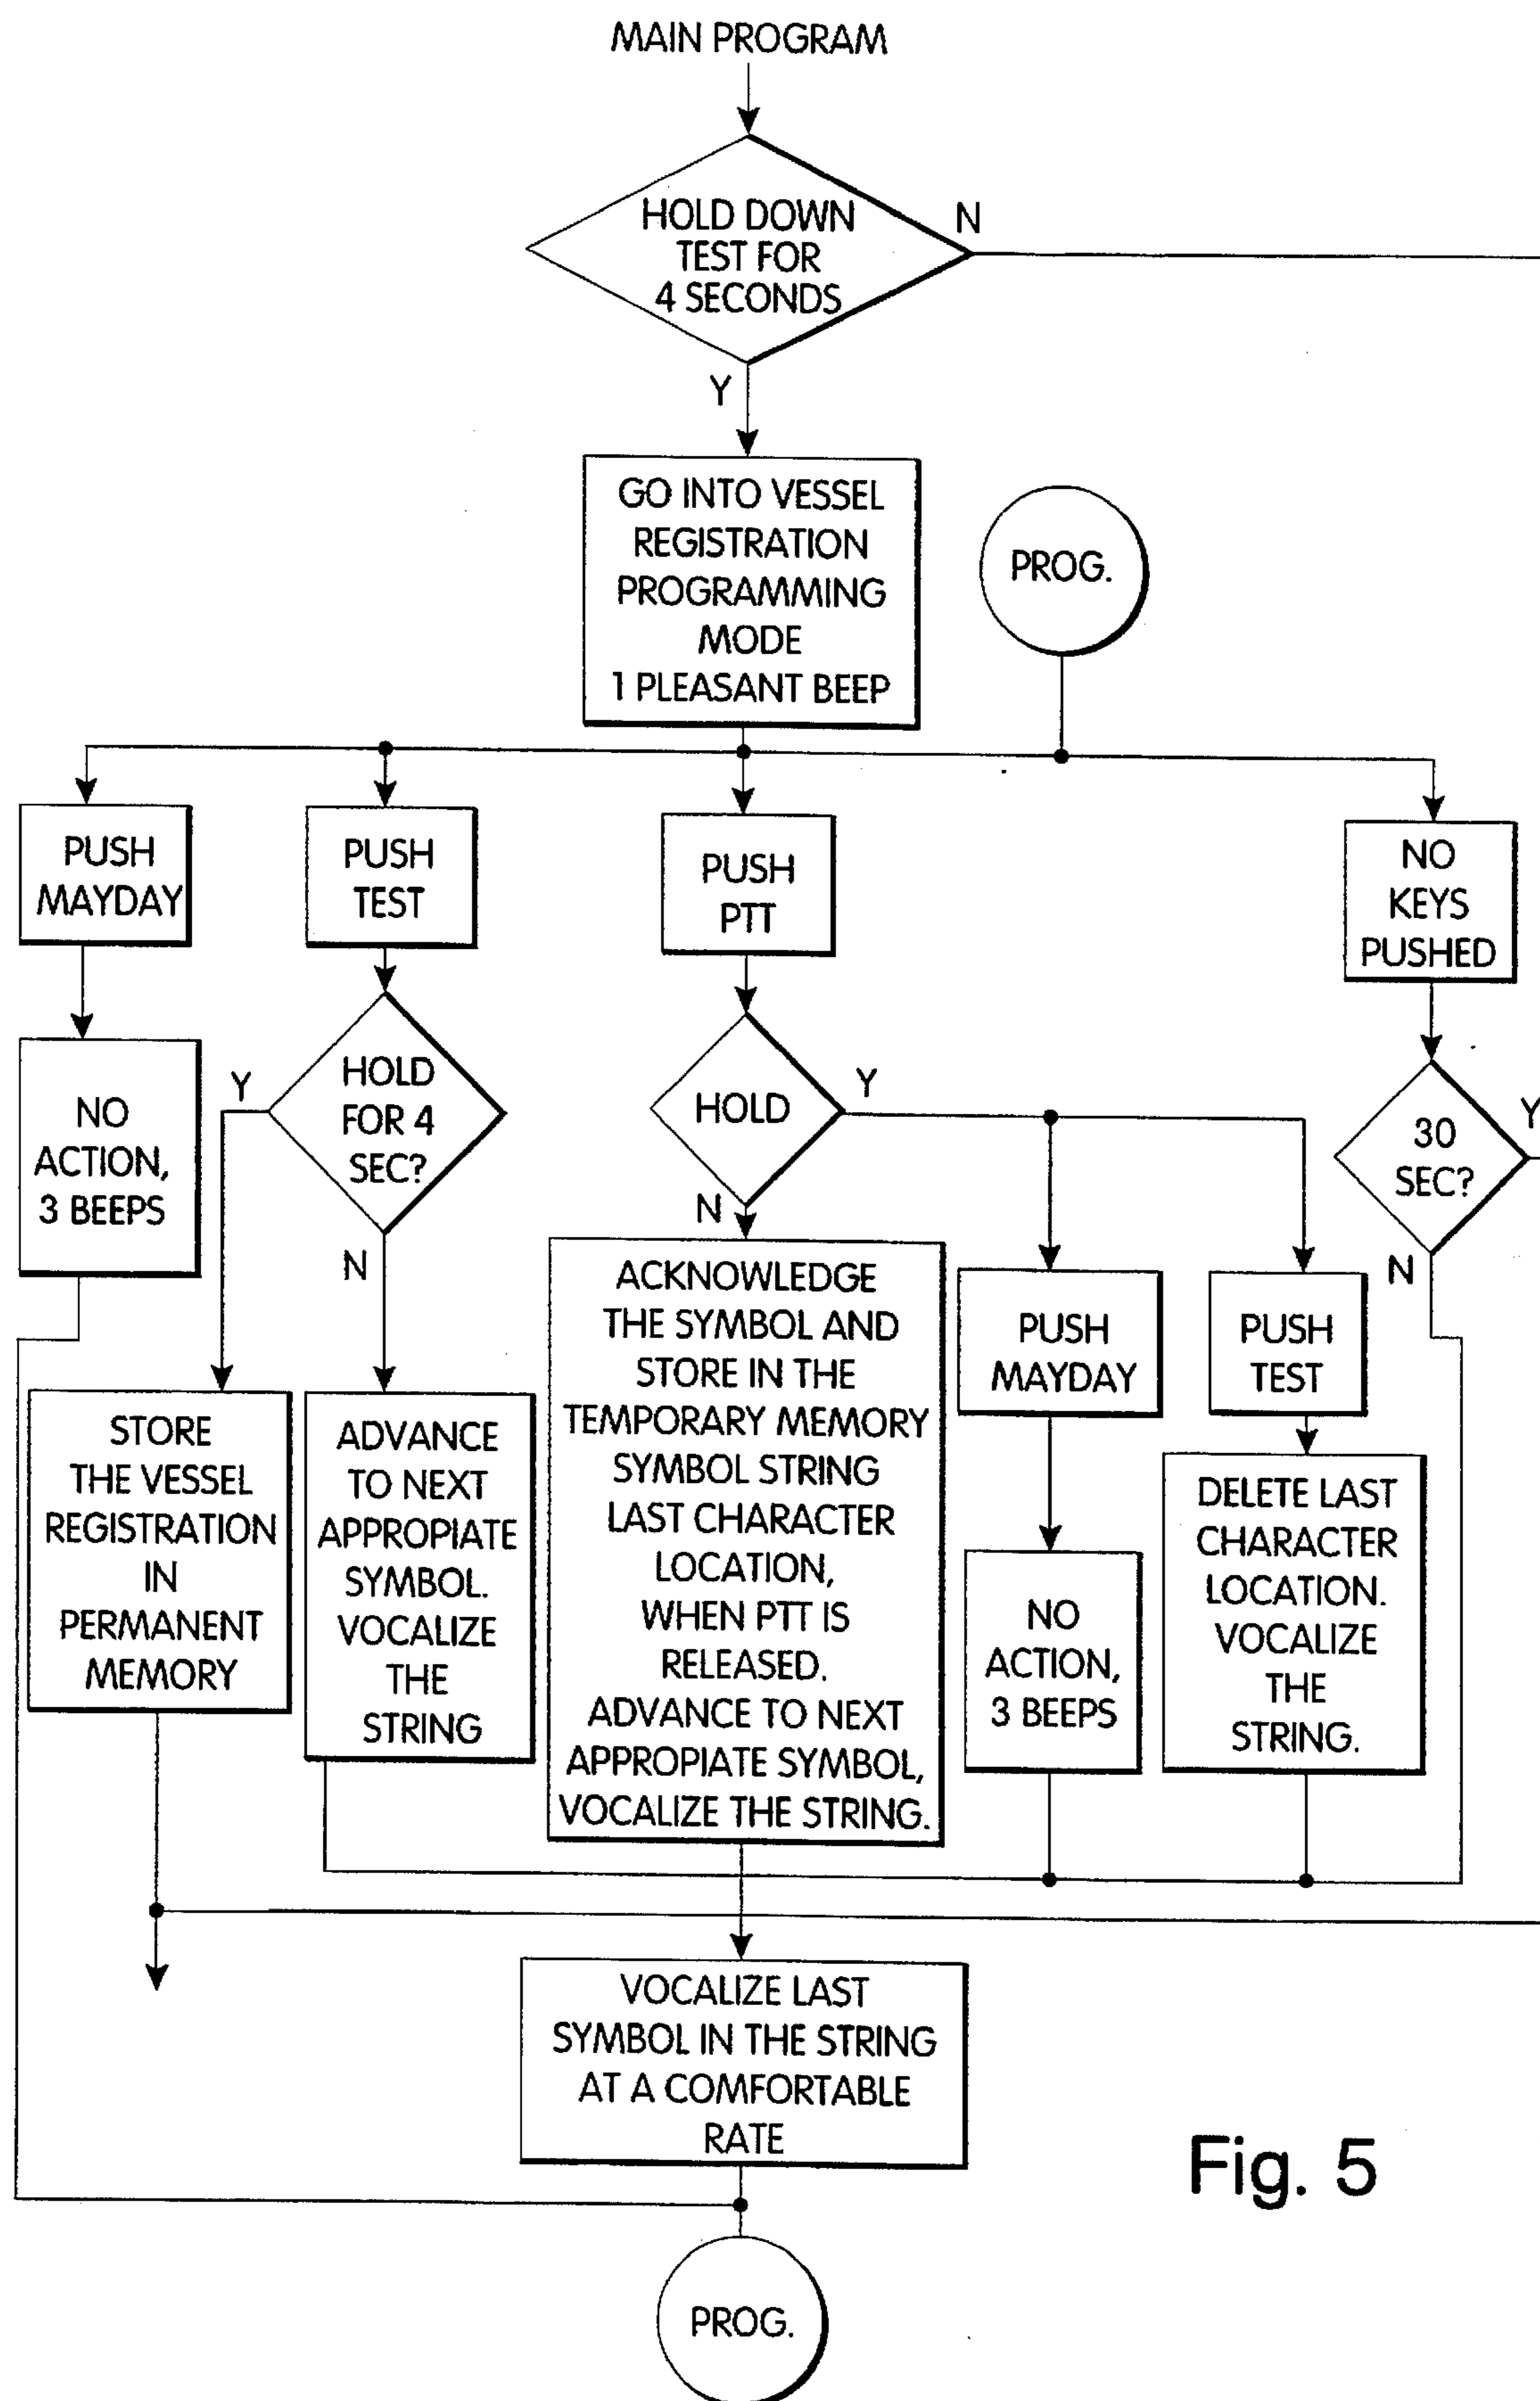 MAIN PROGRAM
HOLD DOWN
TEST FOR
4 SECONDS
N
Y
GO INTO VESSEL
REGISTRATION
PROGRAMMING
MODE
1 PLEASANT BEEP
PROG.
PUSH
MAYDAY
PUSH
TEST
PUSH
PTT
NO
KEYS
PUSHED
NO
ACTION,
3 BEEPS
Y
HOLD
FOR 4
SEC?
N
HOLD
Y
N
30
SEC?
Y
N
STORE
THE VESSEL
REGISTRATION
IN
PERMANENT
MEMORY
ADVANCE
TO NEXT
APPROPIATE
SYMBOL.
VOCALIZE
THE
STRING
ACKNOWLEDGE
THE SYMBOL AND
STORE IN THE
TEMPORARY MEMORY
SYMBOL STRING
LAST CHARACTER
LOCATION,
WHEN PTT IS
RELEASED.
ADVANCE TO NEXT
APPROPIATE SYMBOL,
VOCALIZE THE STRING.
PUSH
MAYDAY
PUSH
TEST
NO
ACTION,
3 BEEPS
DELETE LAST
CHARACTER
LOCATION.
VOCALIZE
THE
STRING.
VOCALIZE LAST
SYMBOL IN THE STRING
AT A COMFORTABLE
RATE
PROG.
Fig. 5